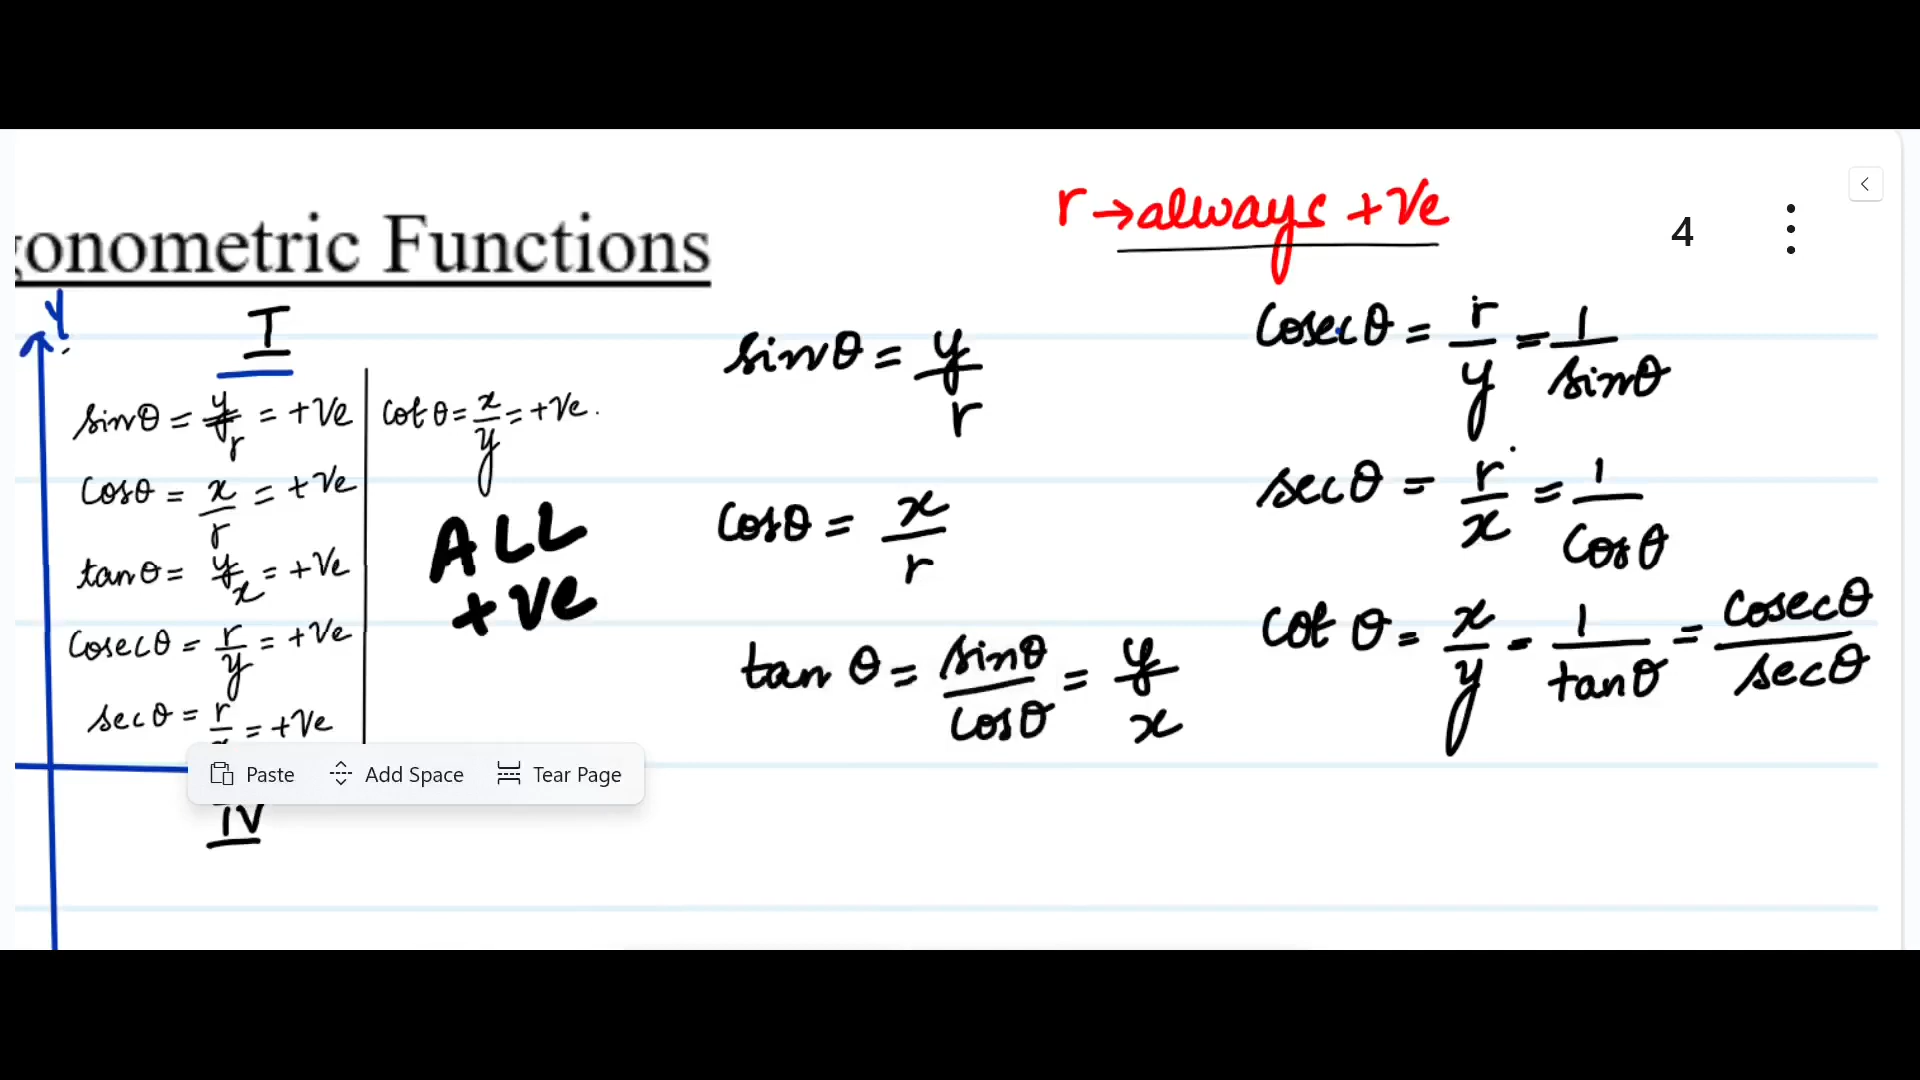 r → always +ve
4
gonometric Functions
y
I
sinθ = y/r = +ve
cotθ = x/y = +ve.
cosθ = x/r = +ve
tanθ = y/x = +ve
cosecθ = r/y = +ve
secθ = r/x = +ve
ALL
+ve
sinθ = y/r
cosθ = x/r
tanθ = sinθ/cosθ = y/x
cosecθ = r/y = 1/sinθ
secθ = r/x = 1/cosθ
cotθ = x/y = 1/tanθ = cosecθ/secθ
Paste Add Space Tear Page
IV